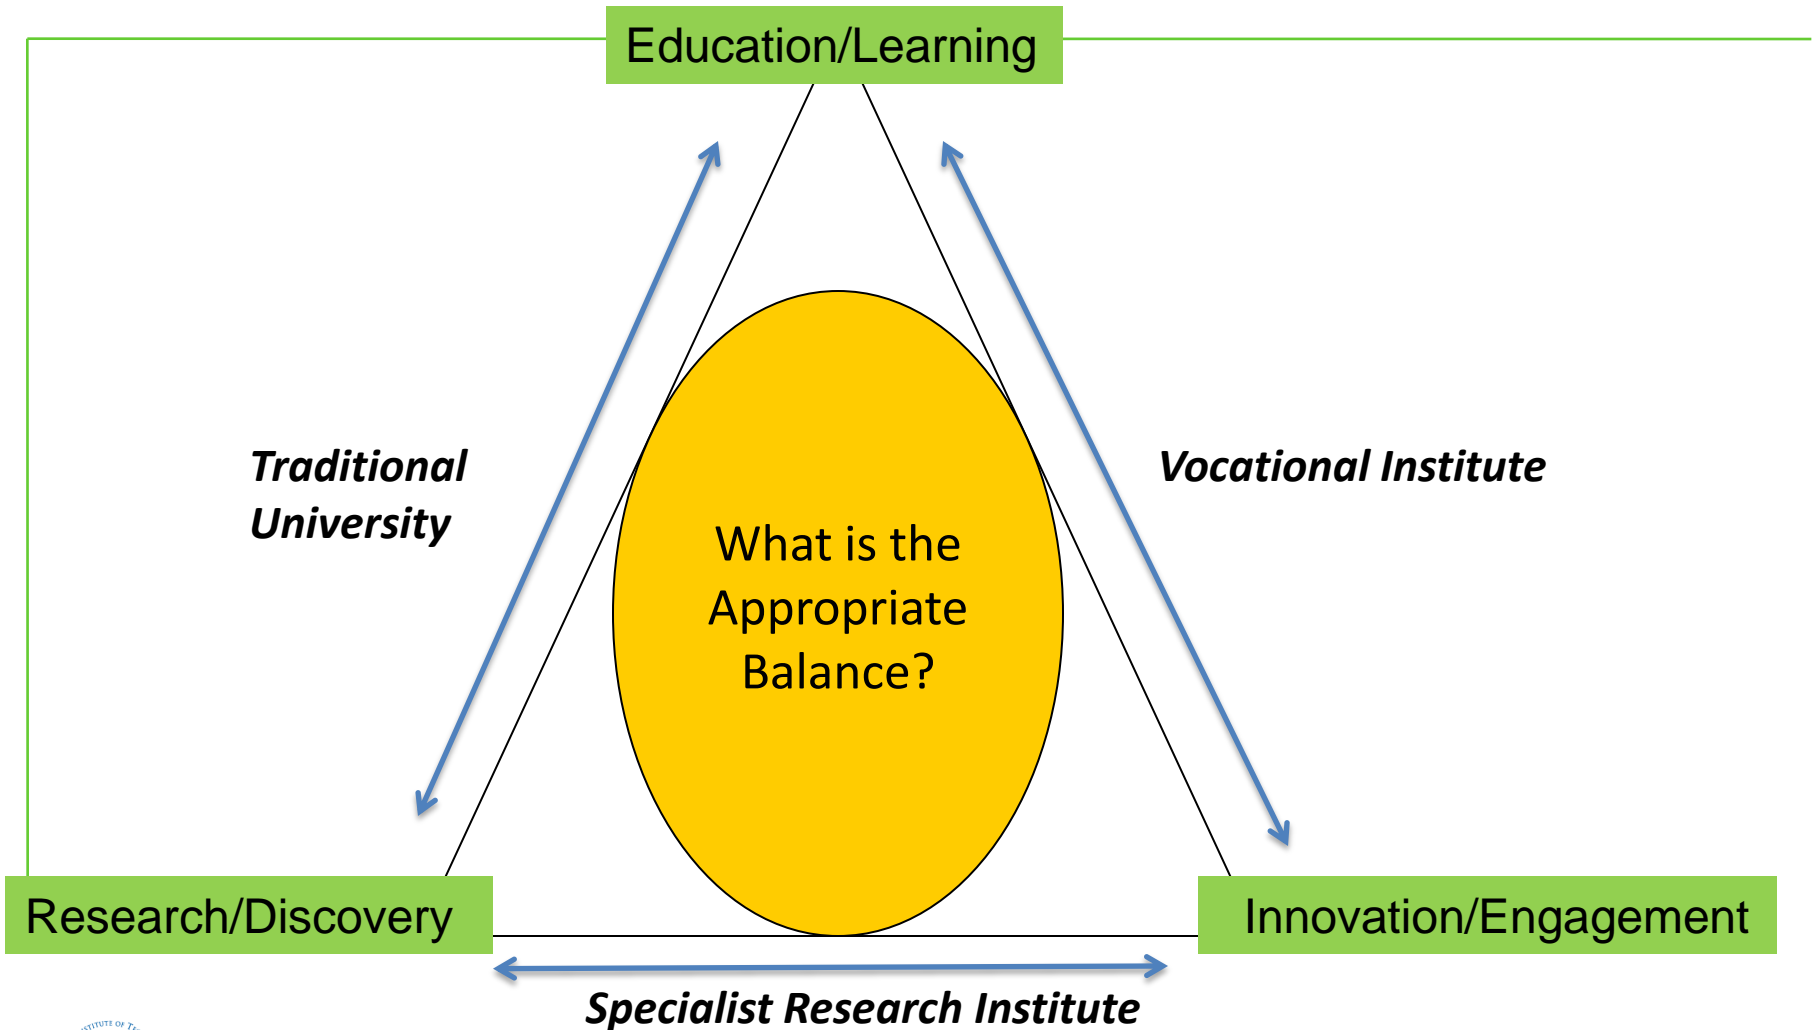 Education/Learning
Traditional
University
Vocational Institute
What is the
Appropriate
Balance?
Research/Discovery
Innovation/Engagement
Specialist Research Institute